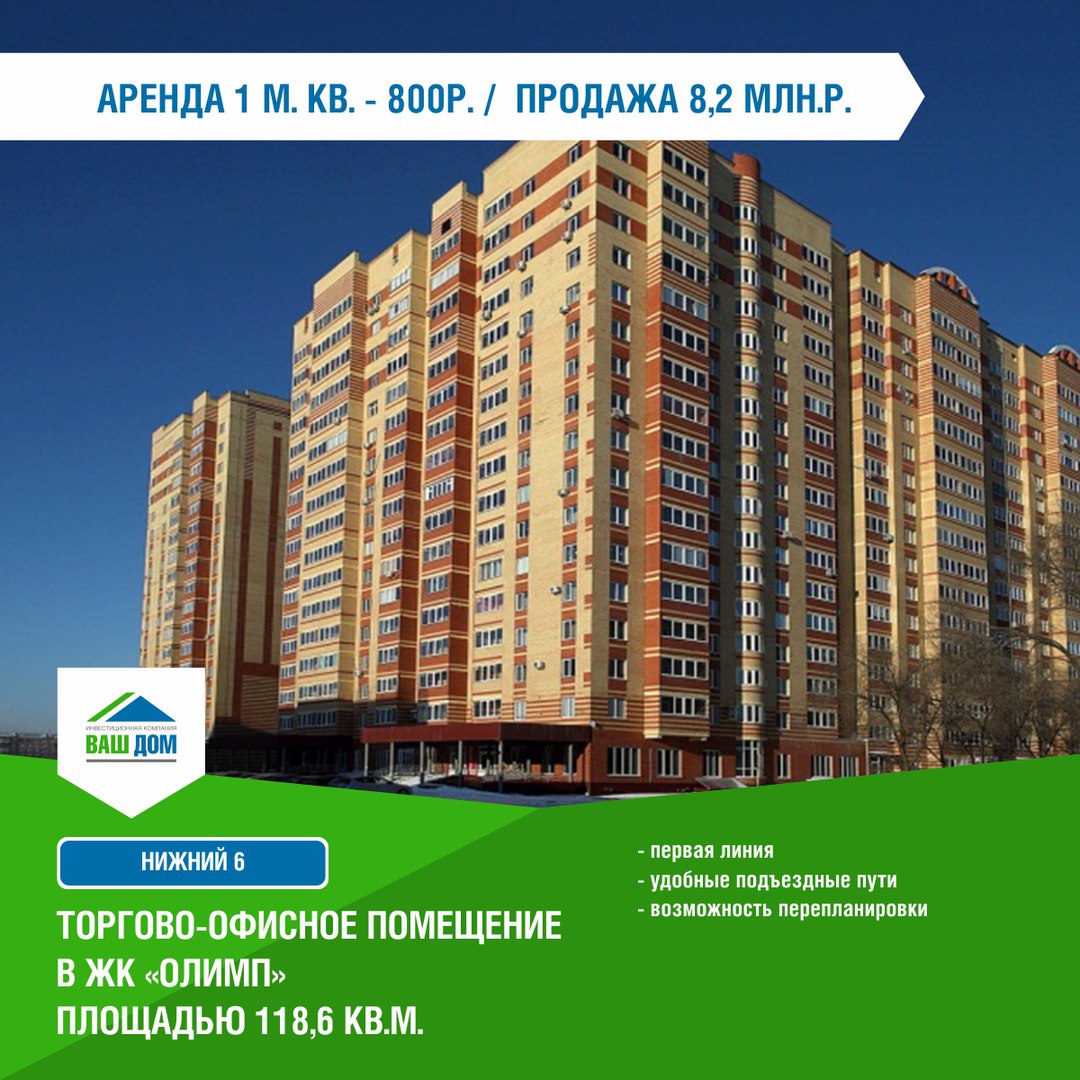 АРЕНДА 1 М. КВ. - 800Р. / ПРОДАЖА 8,2 МЛН.Р.
ИНВЕСТИЦИОННАЯ КОМПАНИЯ
ВАШ ДОМ
НИЖНИЙ 6
ТОРГОВО-ОФИСНОЕ ПОМЕЩЕНИЕ
В ЖК «ОЛИМП»
ПЛОЩАДЬЮ 118,6 КВ.М.
- первая линия
- удобные подъездные пути
- возможность перепланировки